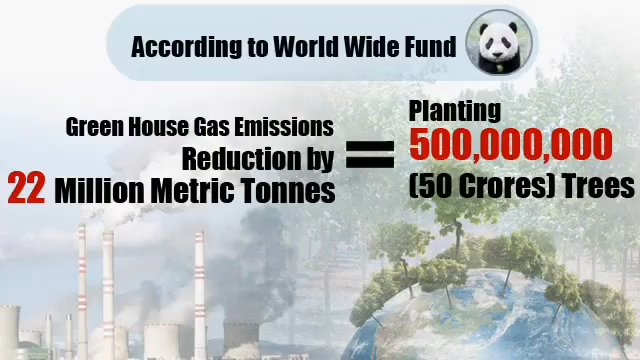 According to World Wide Fund
Green House Gas Emissions
Reduction by
22 Million Metric Tonnes
=
Planting
500,000,000
(50 Crores) Trees